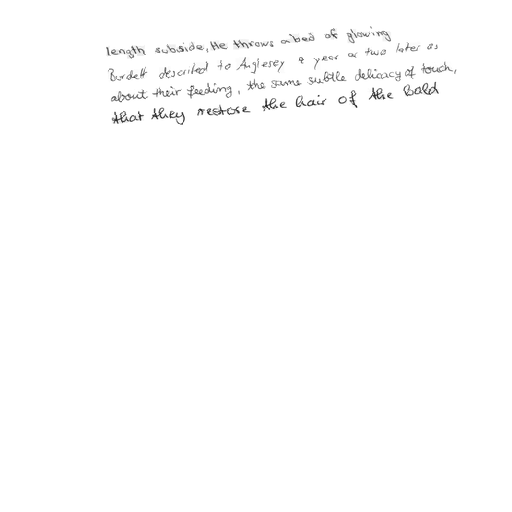 length subside, He throws a bed of glowing
Burdett described to Anglesey a year or two later as
about their feeding, the same subtle delicacy of touch,
that they restore the hair of the bald